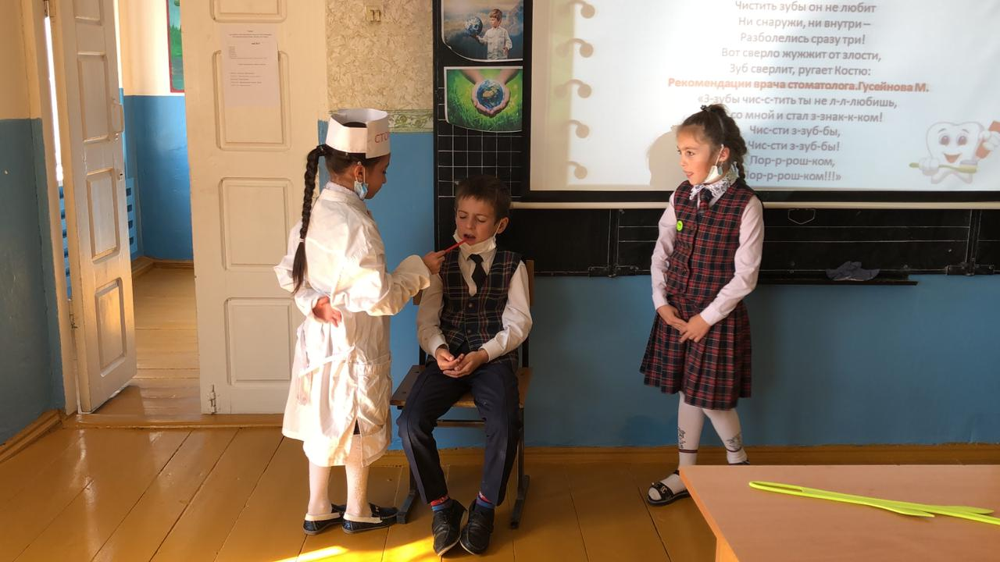 Чистить зубы он не любит
Ни снаружи, ни внутри –
Разболелись сразу три!
Вот сверло жужжит от злости,
Зуб сверлит, ругает Костю:
Рекомендации врача стоматолога.Гусейнова М.
«З-зубы чис-с-тить ты не л-л-любишь,
со мной и стал з-знак-к-ком!
Чис-сти з-зуб-бы,
Чис-сти з-зуб-бы!
Пор-р-рош-ком,
Пор-р-рош-ком!!!»
СТО